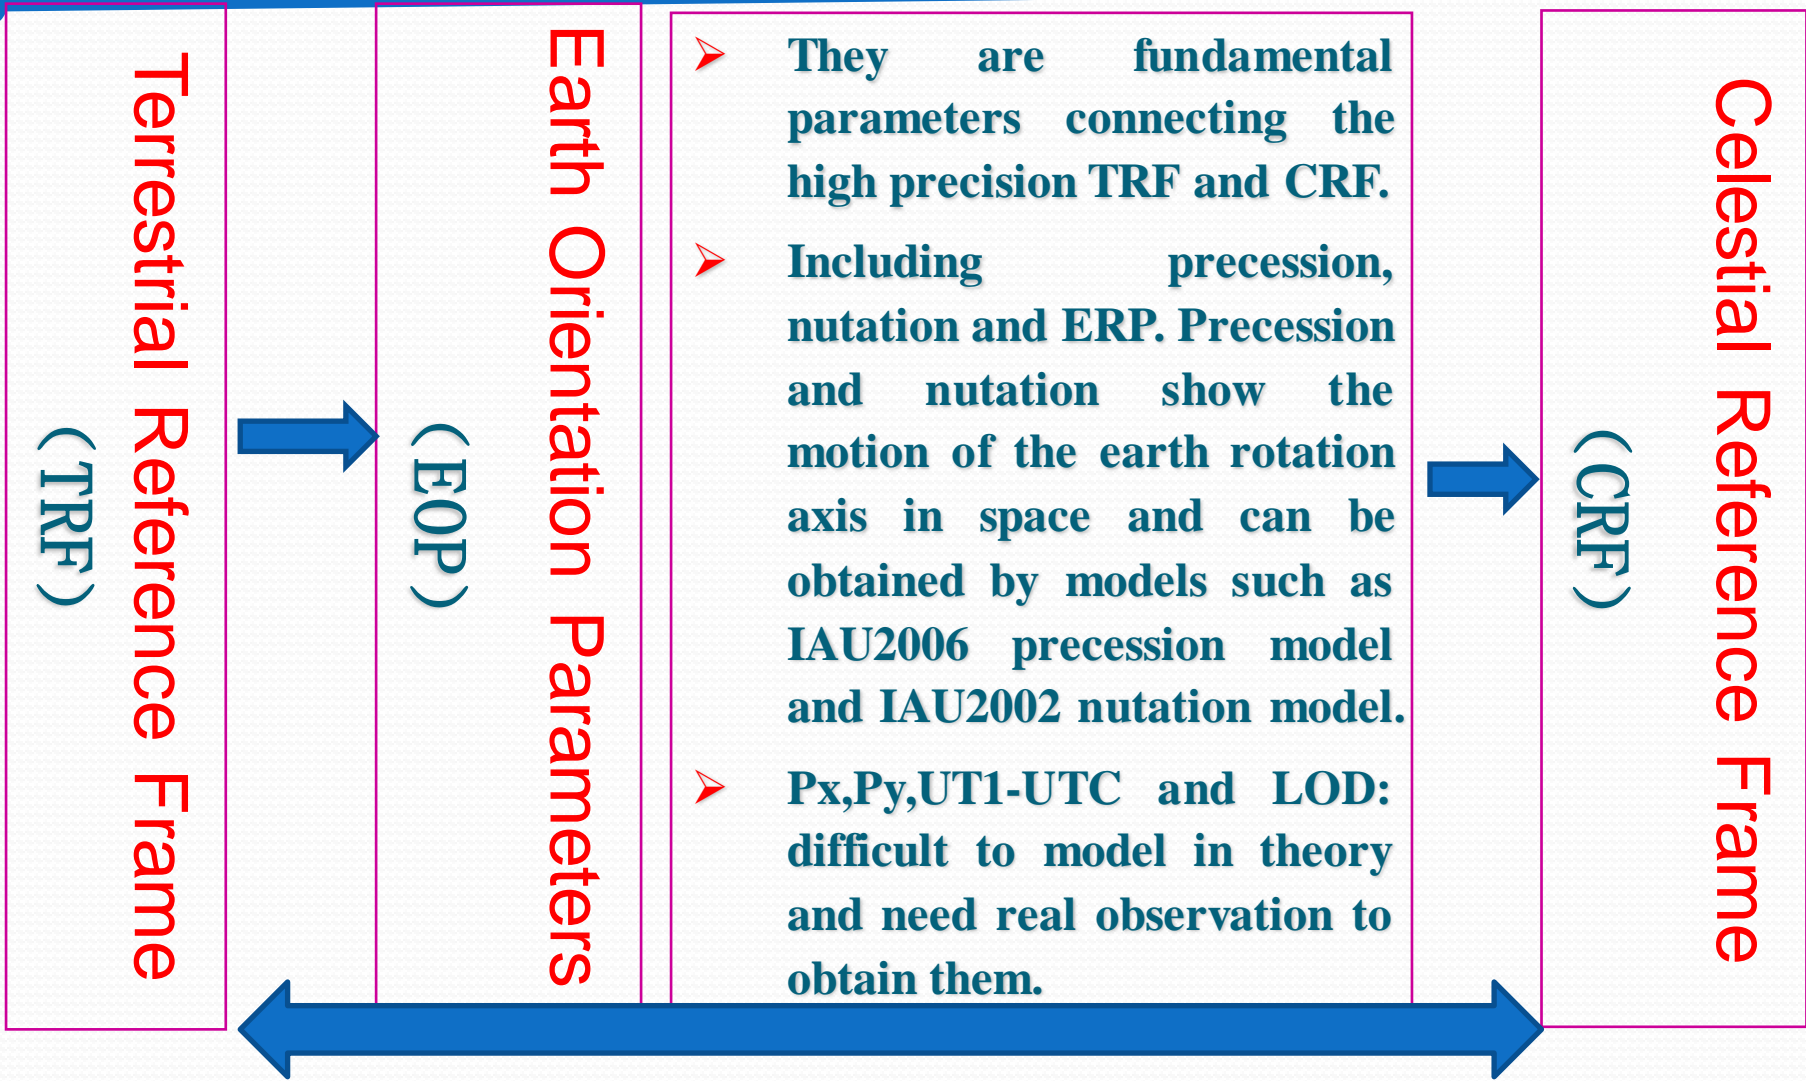 Terrestrial Reference Frame
(TRF)
Earth Orientation Parameters
(EOP)
They are fundamental
parameters connecting the
high precision TRF and CRF.
Including precession,
nutation and ERP. Precession
and nutation show the
motion of the earth rotation
axis in space and can be
obtained by models such as
IAU2006 precession model
and IAU2002 nutation model.
Px,Py,UT1-UTC and LOD:
difficult to model in theory
and need real observation to
obtain them.
Celestial Reference Frame
(CRF)